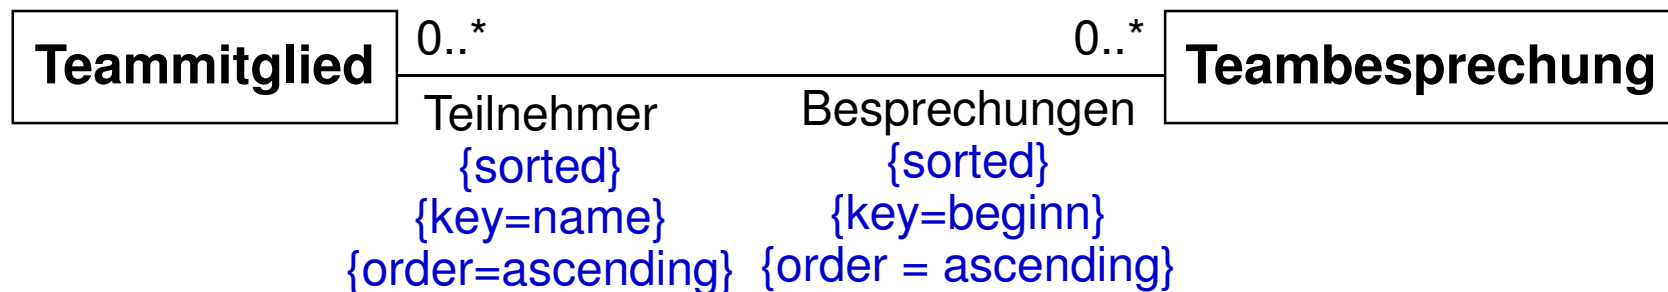 Teammitglied 0..* 0..* Teambesprechung
Teilnehmer Besprechungen
{sorted} {sorted}
{key=name} {key=beginn}
{order=ascending} {order = ascending}